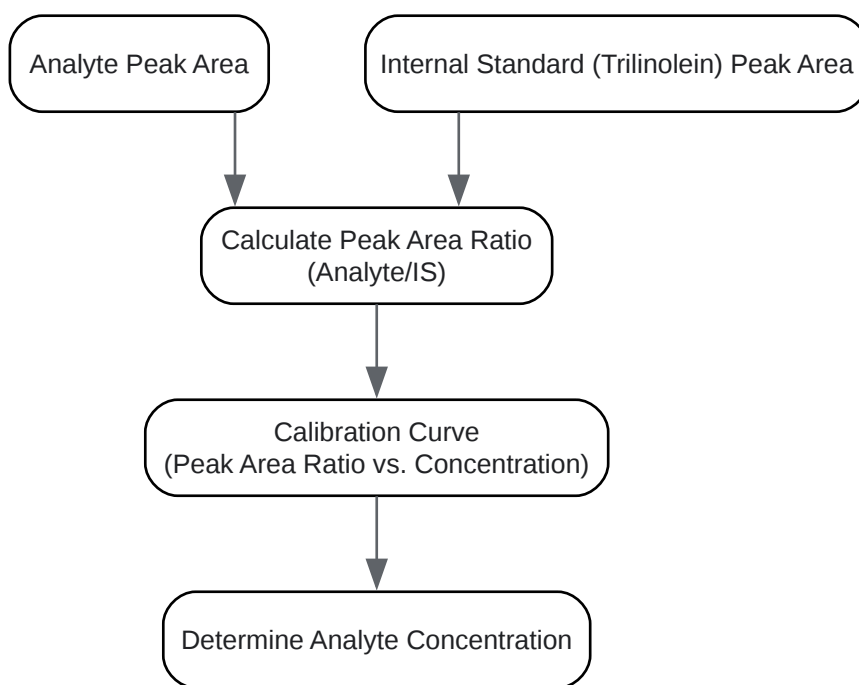 Analyte Peak Area
Internal Standard (Trilinolein) Peak Area
Calculate Peak Area Ratio
(Analyte/IS)
Calibration Curve
(Peak Area Ratio vs. Concentration)
Determine Analyte Concentration